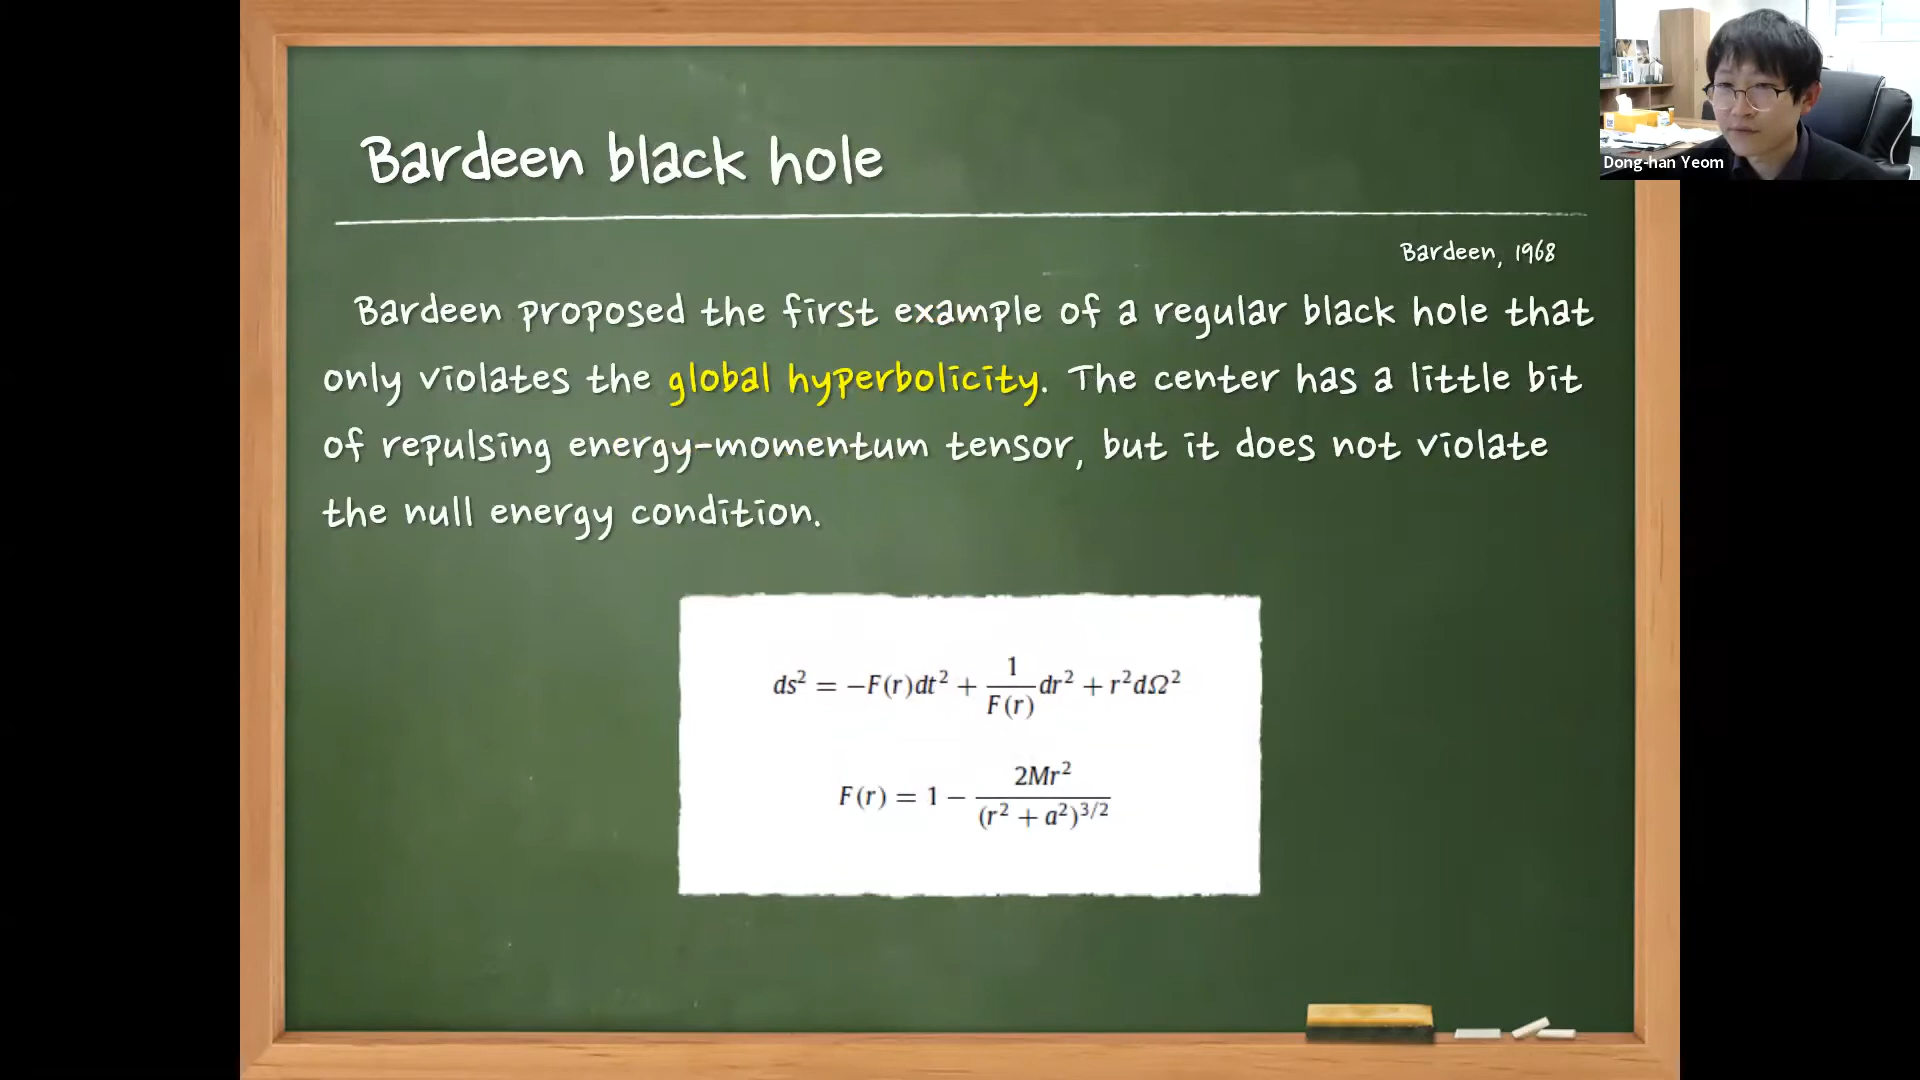 Bardeen black hole
Dong-han Yeom
Bardeen, 1968
Bardeen proposed the first example of a regular black hole that
only violates the global hyperbolicity. The center has a little bit
of repulsing energy-momentum tensor, but it does not violate
the null energy condition.
ds² = −F(r)dt² + 1/F(r) dr² + r²dΩ²
F(r) = 1 − 2Mr²/(r² + a²)^{3/2}